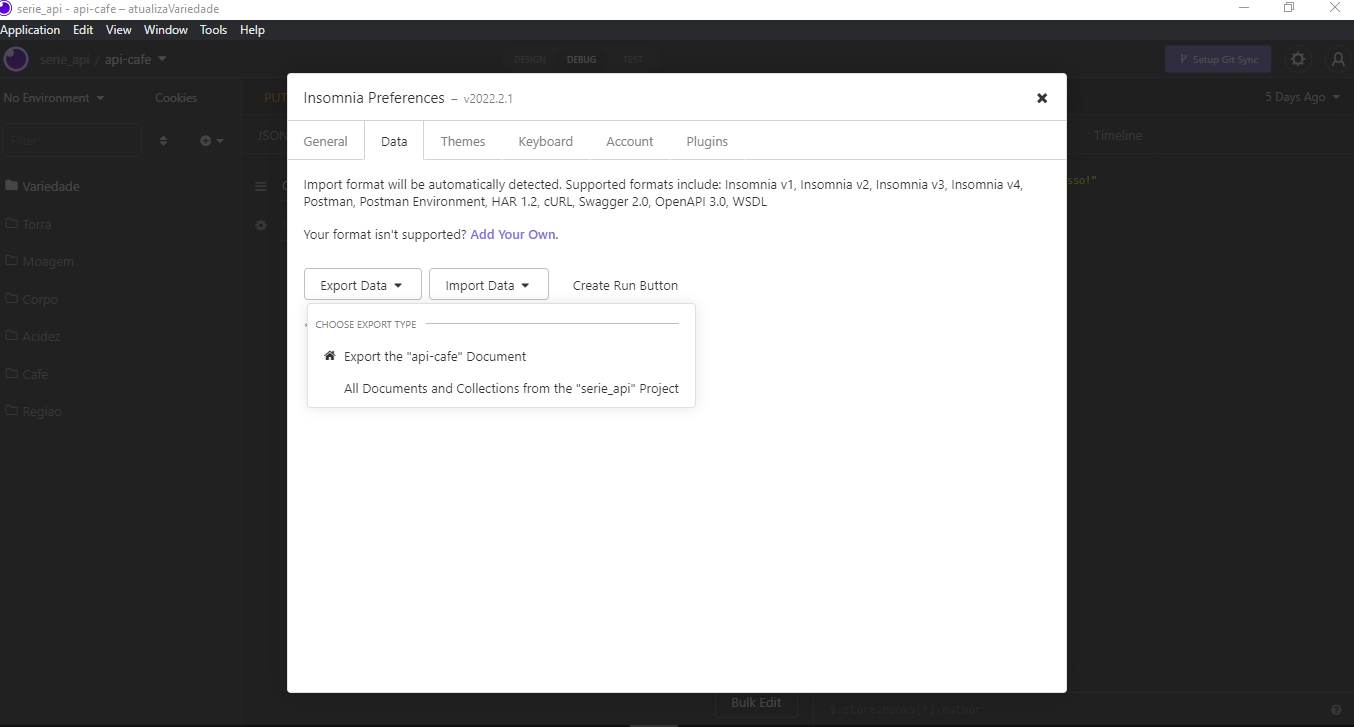 serie_api - api-cafe – atualizaVariedade
Application Edit View Window Tools Help
serie_api / api-cafe DESIGN DEBUG TEST Setup Git Sync
Insomnia Preferences – v2022.2.1
No Environment Cookies PUT 5 Days Ago
General Data Themes Keyboard Account Plugins
Filter JSON Timeline
Import format will be automatically detected. Supported formats include: Insomnia v1, Insomnia v2, Insomnia v3, Insomnia v4,
Postman, Postman Environment, HAR 1.2, cURL, Swagger 2.0, OpenAPI 3.0, WSDL
sso!"
Your format isn't supported? Add Your Own.
Export Data Import Data Create Run Button
CHOOSE EXPORT TYPE
Export the "api-cafe" Document
All Documents and Collections from the "serie_api" Project
Variedade
Torra
Moagem
Corpo
Acidez
Cafe
Regiao
Bulk Edit $.store.books[*].author